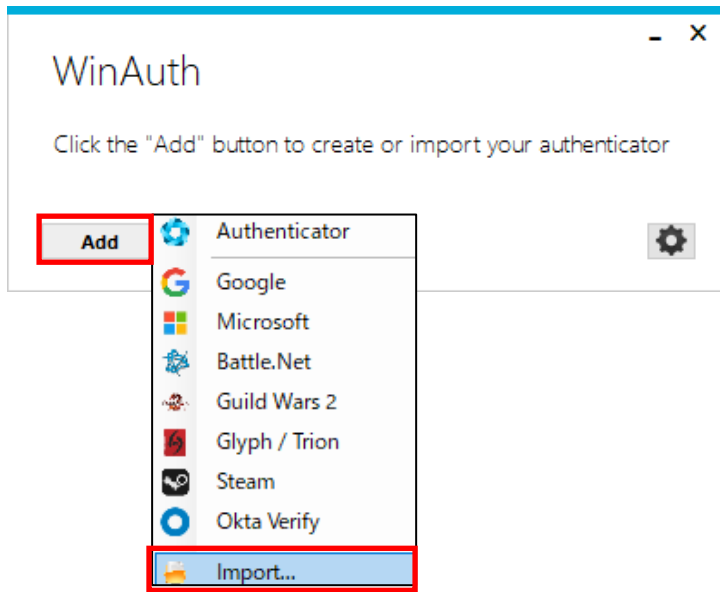 WinAuth
Click the "Add" button to create or import your authenticator
Add
Authenticator
Google
Microsoft
Battle.Net
Guild Wars 2
Glyph / Trion
Steam
Okta Verify
Import...